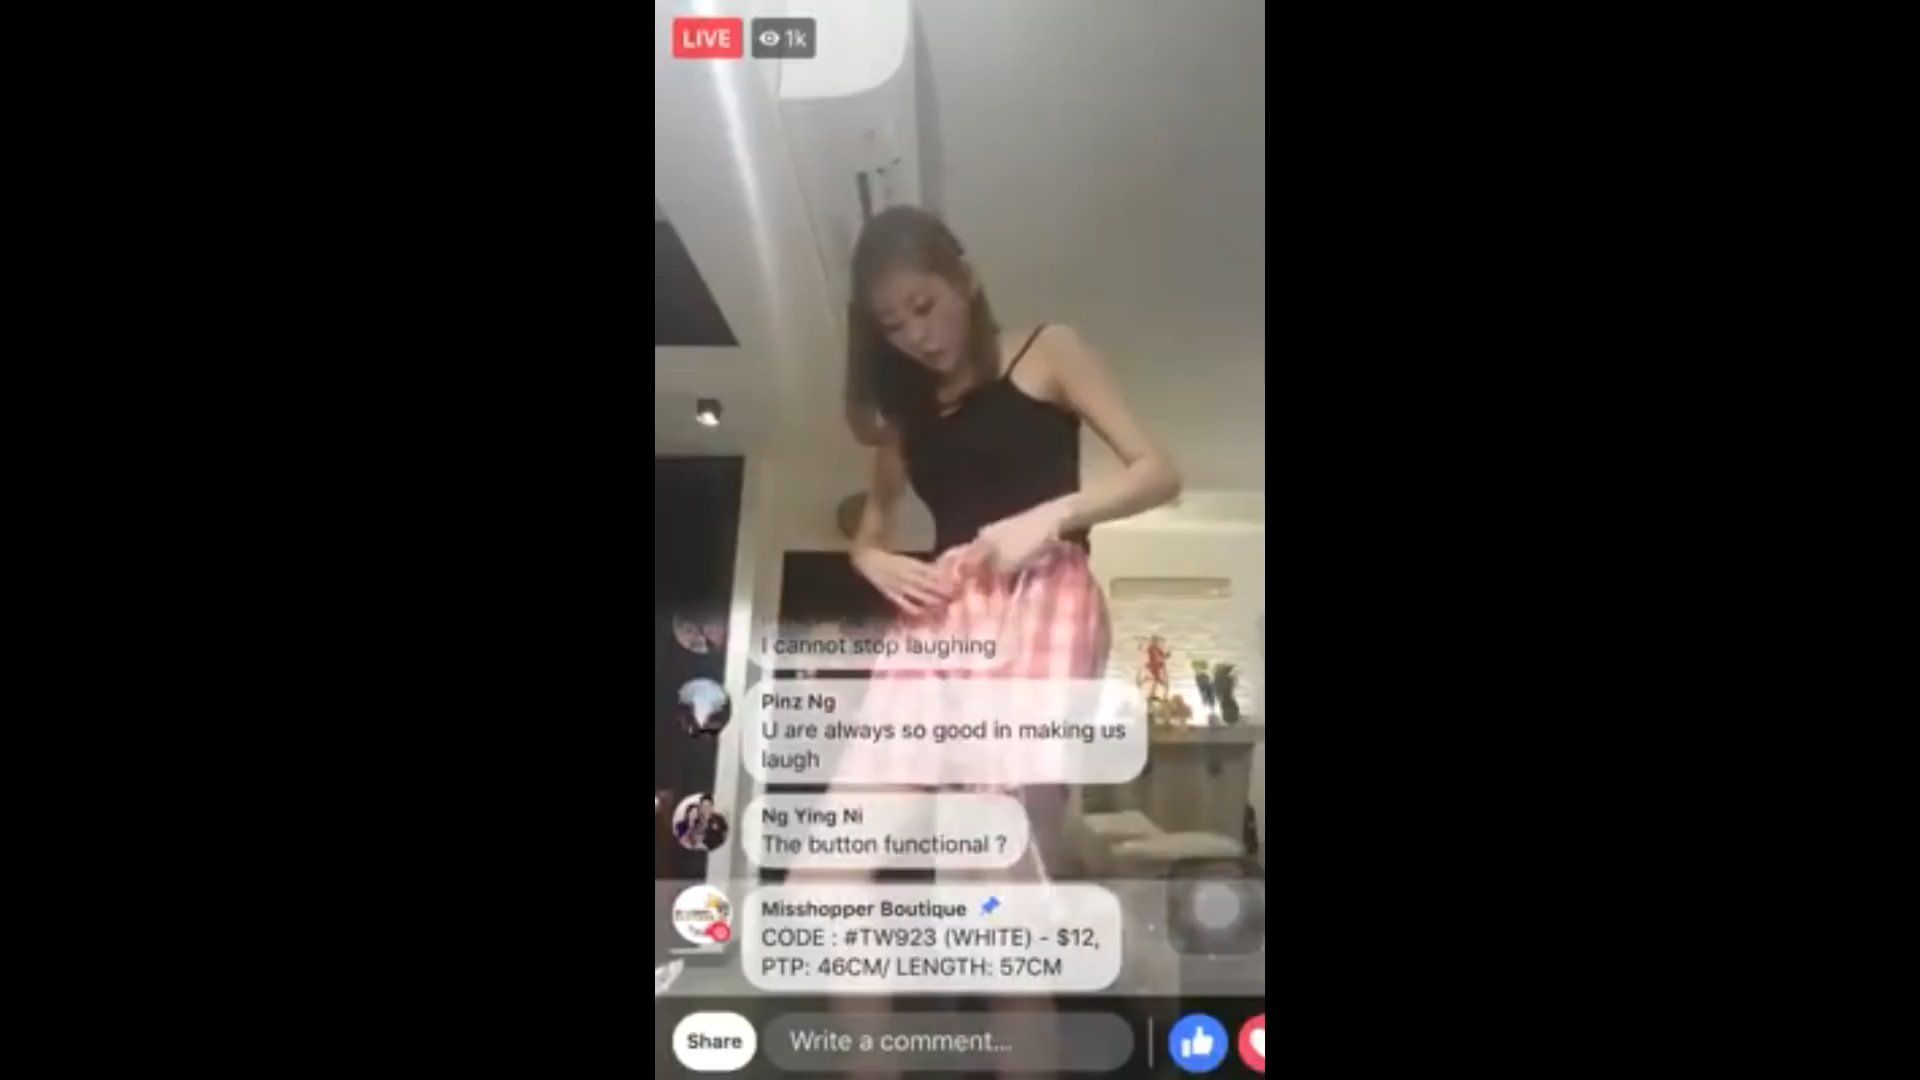 LIVE
1k
I cannot stop laughing
Pinz Ng
U are always so good in making us
laugh
Ng Ying Ni
The button functional ?
Misshopper Boutique
CODE : #TW923 (WHITE) - $12,
PTP: 46CM/ LENGTH: 57CM
Share
Write a comment...